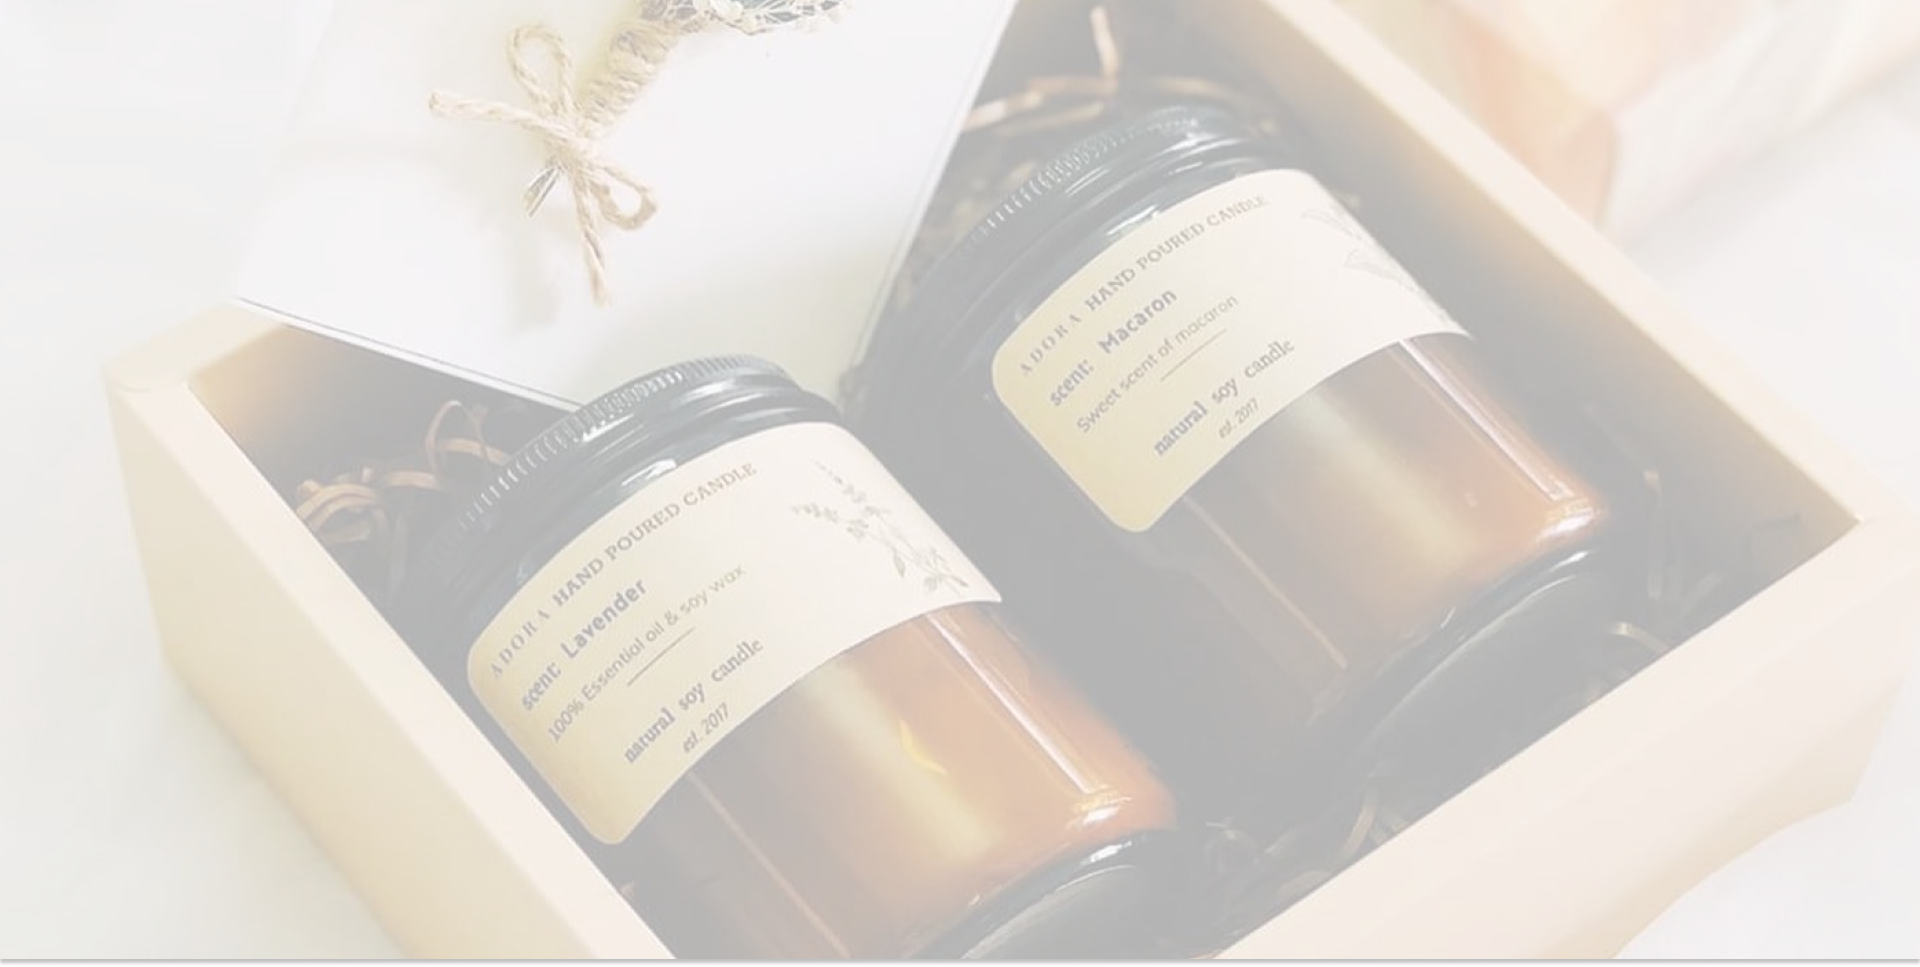 ADORA HAND POURED CANDLE
scent: Lavender
100% Essential oil & soy wax
natural soy candle
est. 2017
ADORA HAND POURED CANDLE
scent: Macaron
Sweet scent of macaron
natural soy candle
est. 2017